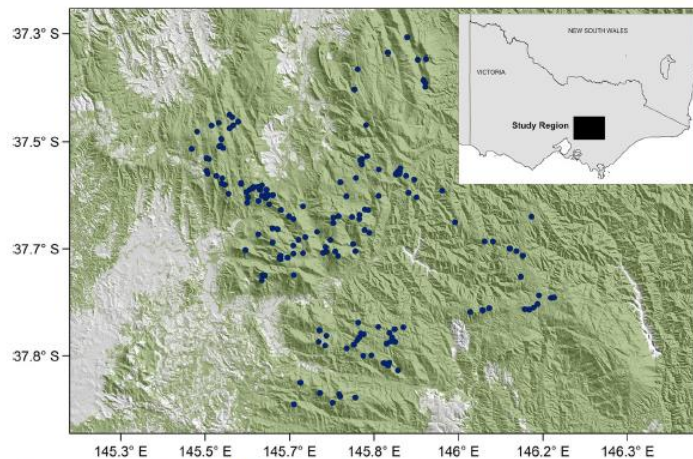 37.3° S
37.5° S
37.7° S
37.8° S
145.3° E
145.5° E
145.7° E
145.8° E
146° E
146.2° E
146.3° E
NEW SOUTH WALES
VICTORIA
Study Region